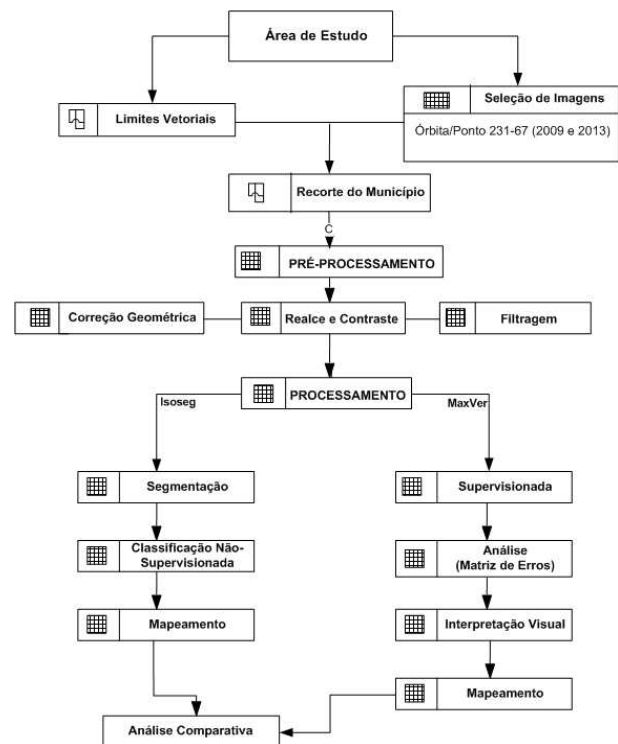 Área de Estudo
Limites Vetoriais
Seleção de Imagens
Órbita/Ponto 231-67 (2009 e 2013)
Recorte do Município
C
PRÉ-PROCESSAMENTO
Correção Geométrica
Realce e Contraste
Filtragem
PROCESSAMENTO
Isoseg
MaxVer
Segmentação
Supervisionada
Classificação Não-
Supervisionada
Análise
(Matriz de Erros)
Mapeamento
Interpretação Visual
Mapeamento
Análise Comparativa